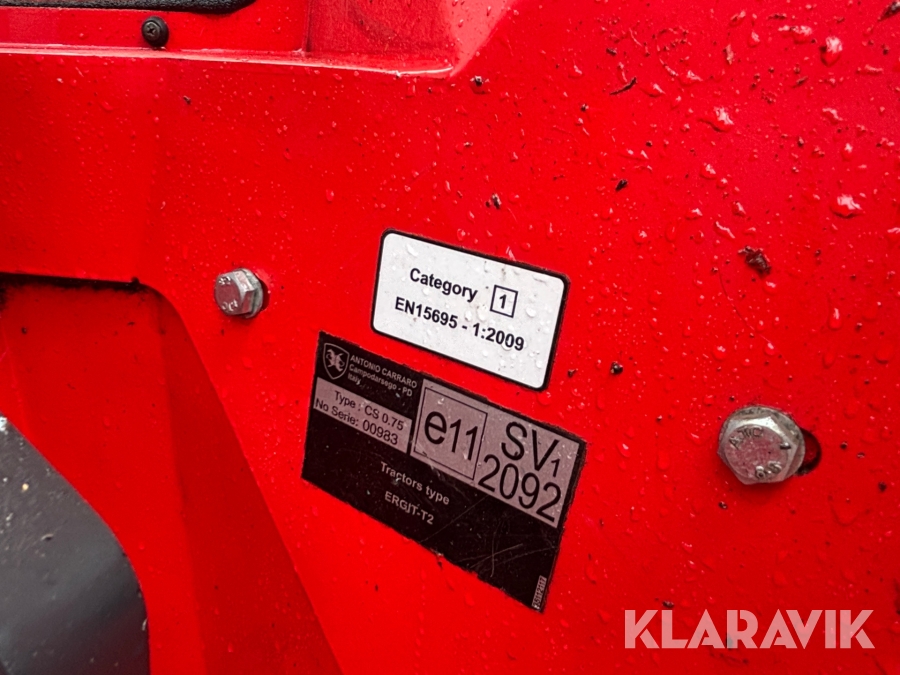 Category 1
EN15695 - 1:2009
ANTONIO CARRARO
Campodarsego - PD
Italy
Type : CS 0.75
No Serie: 00983
e11
SV1
2092
Tractors type
ERGIT-T2
KLARAVIK